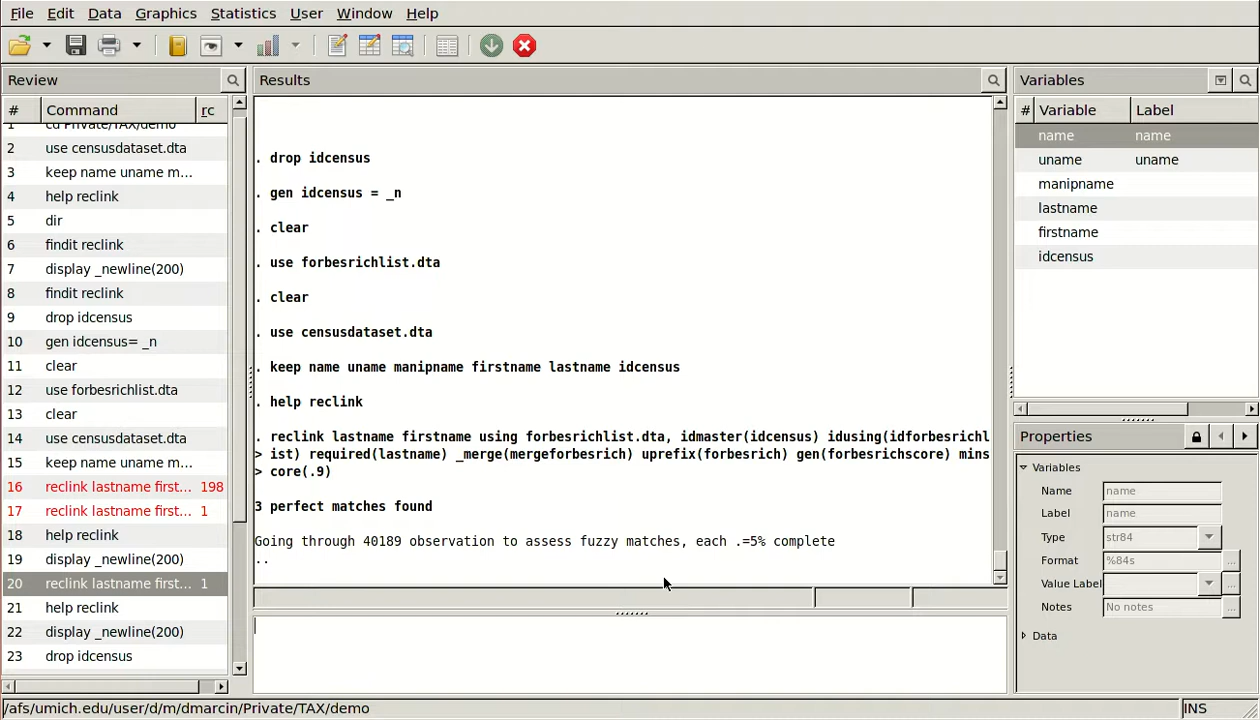 File Edit Data Graphics Statistics User Window Help
Review
# Command rc
1 cd Private/TAX/demo
2 use censusdataset.dta
3 keep name uname m...
4 help reclink
5 dir
6 findit reclink
7 display _newline(200)
8 findit reclink
9 drop idcensus
10 gen idcensus= _n
11 clear
12 use forbesrichlist.dta
13 clear
14 use censusdataset.dta
15 keep name uname m...
16 reclink lastname first... 198
17 reclink lastname first... 1
18 help reclink
19 display _newline(200)
20 reclink lastname first... 1
21 help reclink
22 display _newline(200)
23 drop idcensus
Results
. drop idcensus
. gen idcensus = _n
. clear
. use forbesrichlist.dta
. clear
. use censusdataset.dta
. keep name uname manipname firstname lastname idcensus
. help reclink
. reclink lastname firstname using forbesrichlist.dta, idmaster(idcensus) idusing(idforbesrichl
> ist) required(lastname) _merge(mergeforbesrich) uprefix(forbesrich) gen(forbesrichscore) mins
> core(.9)
3 perfect matches found
Going through 40189 observation to assess fuzzy matches, each .=5% complete
..
Variables
# Variable Label
name name
uname uname
manipname
lastname
firstname
idcensus
Properties
Variables
Name name
Label name
Type str84
Format %84s ...
Value Label ...
Notes No notes ...
Data
/afs/umich.edu/user/d/m/dmarcin/Private/TAX/demo INS